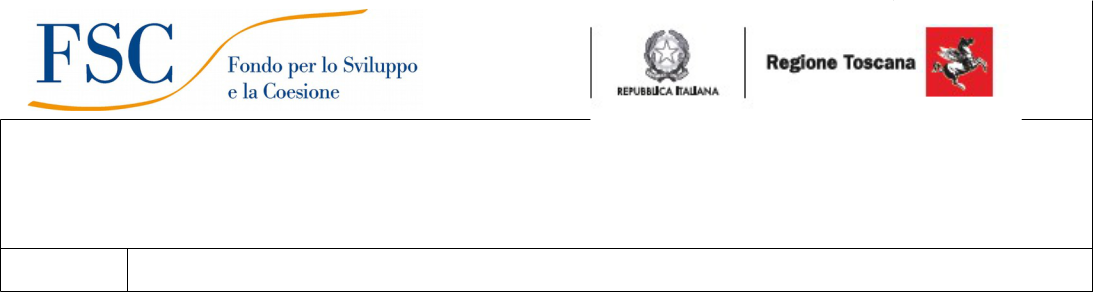 FSC
Fondo per lo Sviluppo
e la Coesione
REPUBBLICA ITALIANA
Regione Toscana